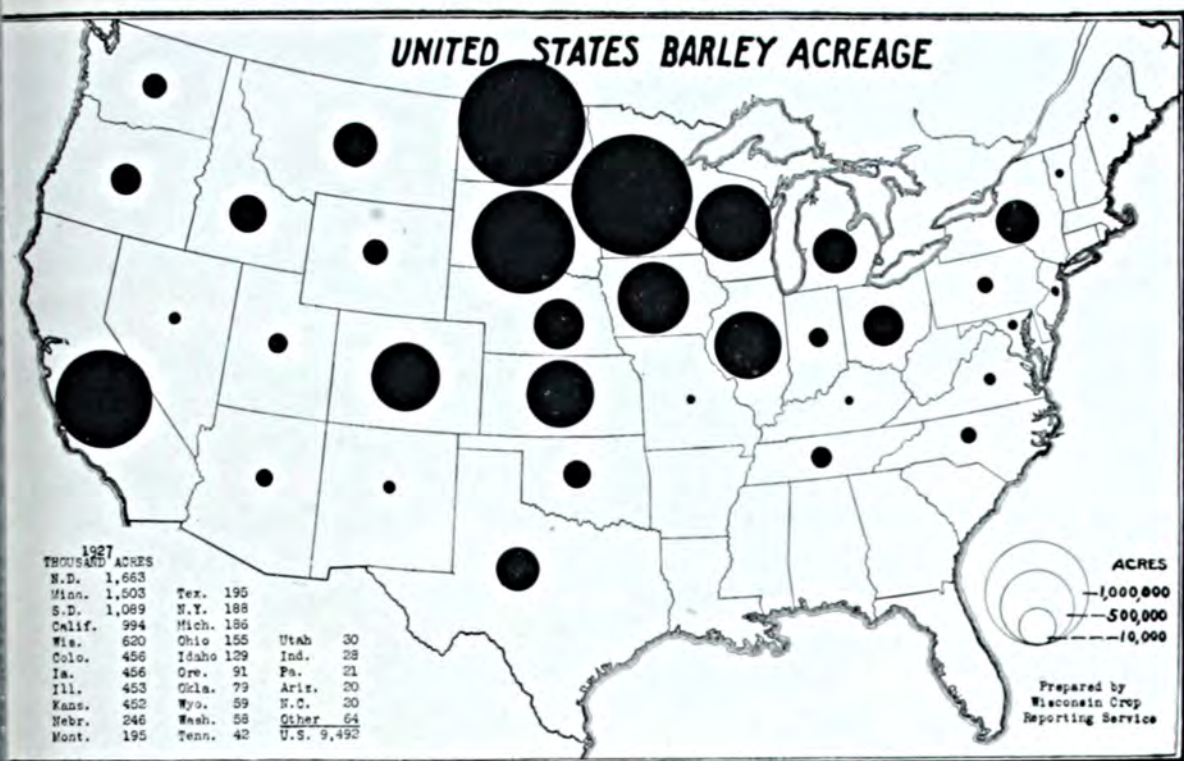 UNITED STATES BARLEY ACREAGE
1927
THOUSAND ACRES
N.D. 1,663
Minn. 1,503
S.D. 1,089
Calif. 994
Wis. 620
Colo. 456
Ia. 456
Ill. 453
Kans. 452
Nebr. 246
Mont. 195
Tex. 195
N.Y. 188
Mich. 186
Ohio 155
Idaho 129
Ore. 91
Okla. 79
Wyo. 59
Wash. 58
Tenn. 42
Utah 30
Ind. 28
Pa. 21
Ariz. 20
N.C. 20
Other 64
U.S. 9,492
ACRES
1,000,000
500,000
10,000
Prepared by
Wisconsin Crop
Reporting Service